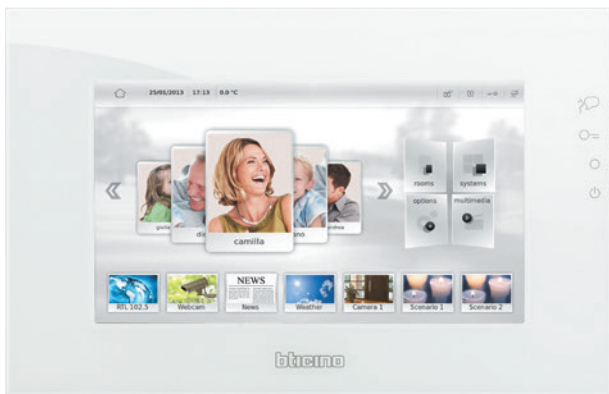 25/01/2013 17:13 0.0 °C
camilla
rooms systems
options multimedia
RTL 102.5 Webcam
NEWS
News Weather Camera 1 Scenario 1 Scenario 2
bticino